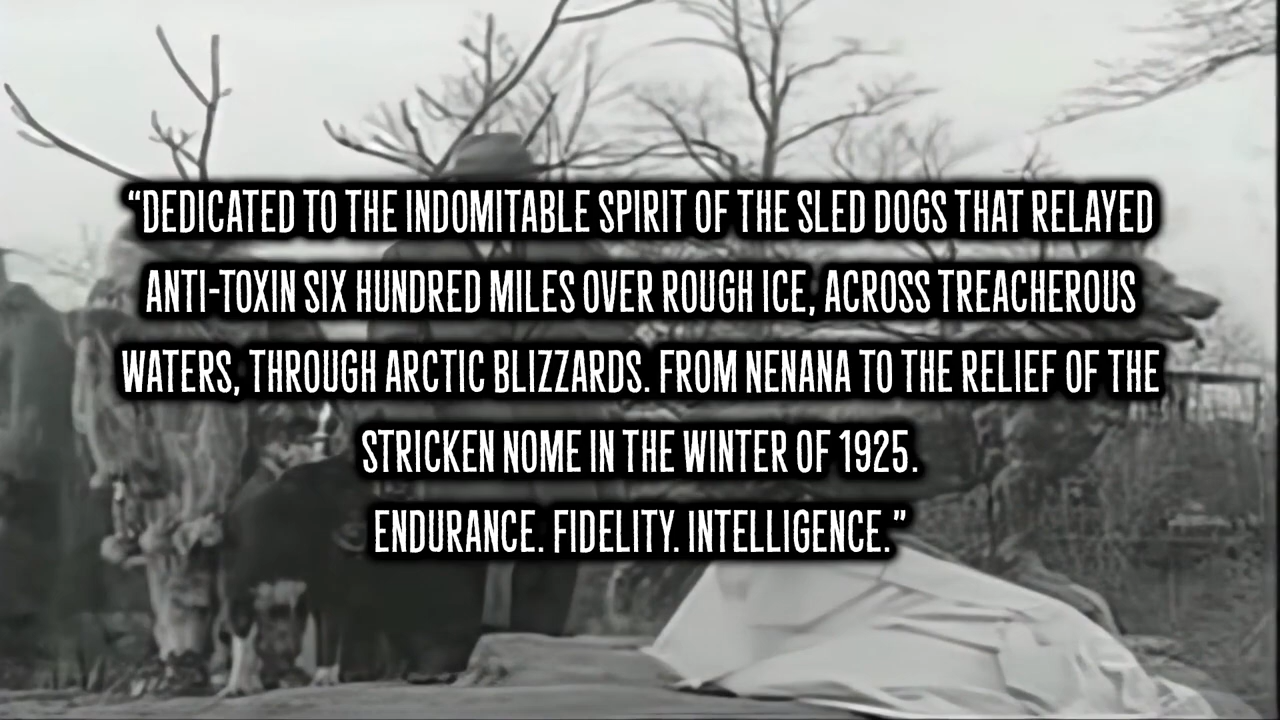 “DEDICATED TO THE INDOMITABLE SPIRIT OF THE SLED DOGS THAT RELAYED
ANTI-TOXIN SIX HUNDRED MILES OVER ROUGH ICE, ACROSS TREACHEROUS
WATERS, THROUGH ARCTIC BLIZZARDS. FROM NENANA TO THE RELIEF OF THE
STRICKEN NOME IN THE WINTER OF 1925.
ENDURANCE. FIDELITY. INTELLIGENCE.”